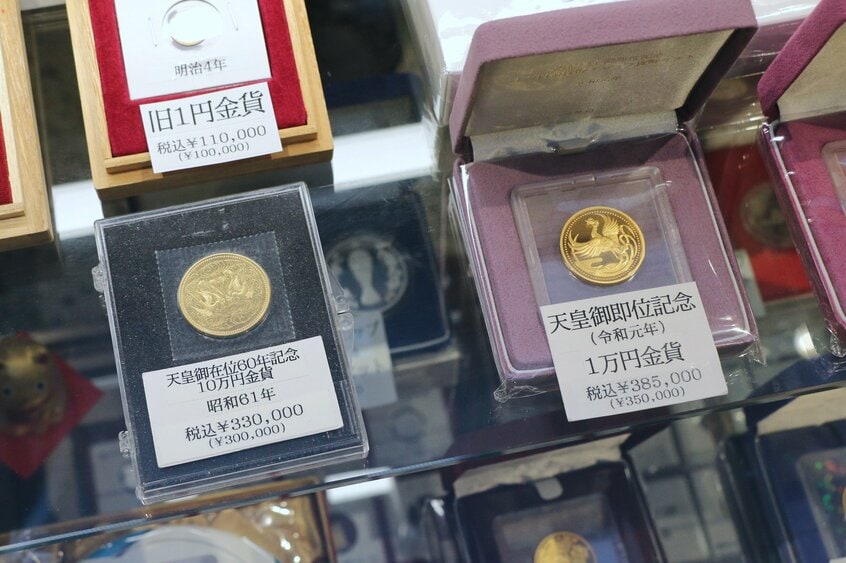 明治4年
旧1円金貨
税込¥110,000
(¥100,000)
天皇御在位60年記念
10万円金貨
昭和61年
税込¥330,000
(¥300,000)
天皇御即位記念
(令和元年)
1万円金貨
税込¥385,000
(¥350,000)